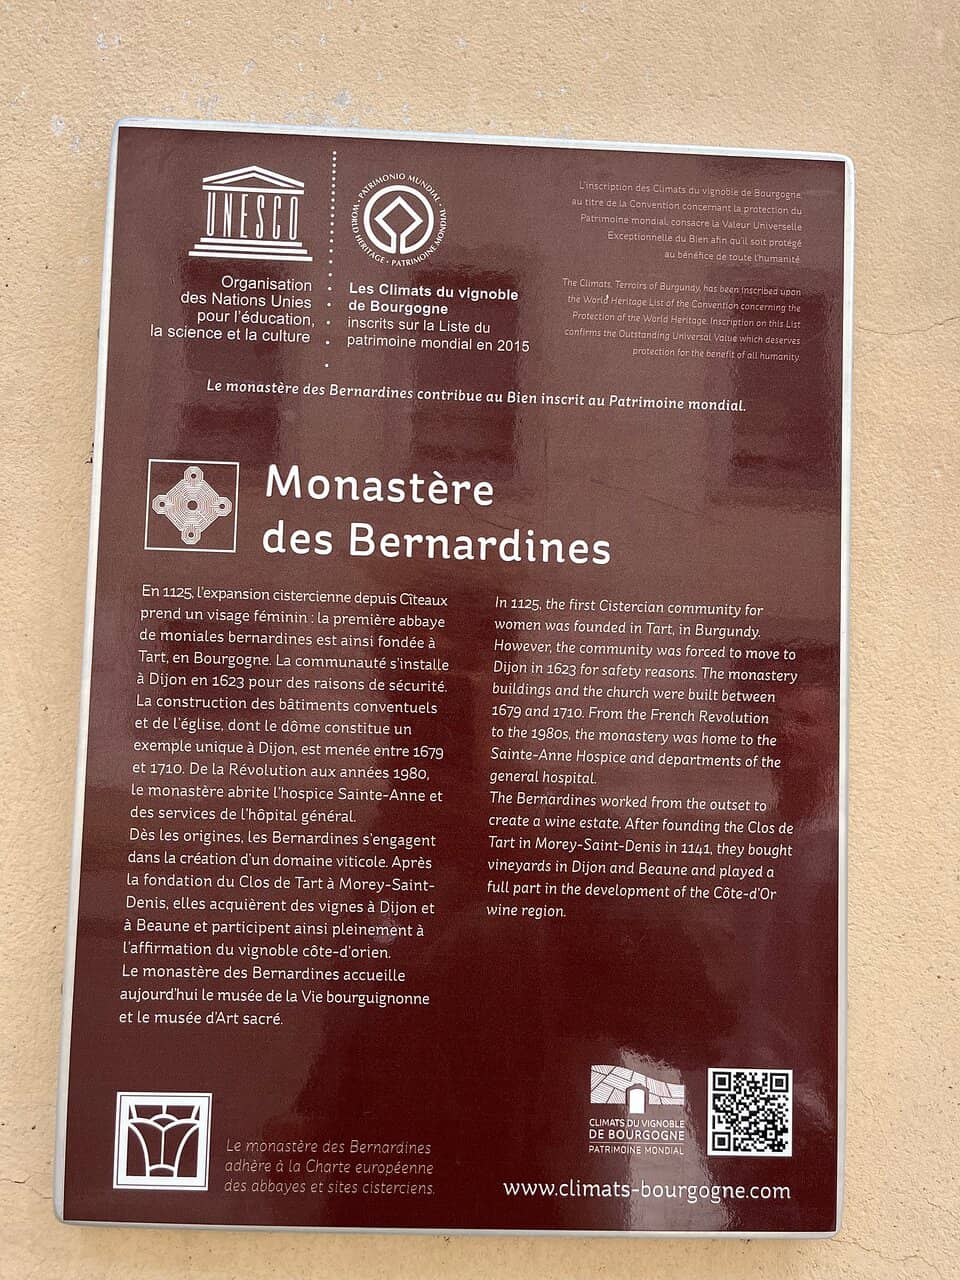 UNESCO
Organisation
des Nations Unies
pour l'éducation,
la science et la culture
PATRIMONIO MUNDIAL • WORLD HERITAGE • PATRIMOINE MONDIAL •
Les Climats du vignoble
de Bourgogne
inscrits sur la Liste du
patrimoine mondial en 2015
L'inscription des Climats du vignoble de Bourgogne,
au titre de la Convention concernant la protection du
Patrimoine mondial, consacre la Valeur Universelle
Exceptionnelle du Bien afin qu'il soit protégé
au bénéfice de toute l'humanité.
The Climats, Terroirs of Burgundy, has been inscribed upon
the World Heritage List of the Convention concerning the
Protection of the World Heritage. Inscription on this List
confirms the Outstanding Universal Value which deserves
protection for the benefit of all humanity.
Le monastère des Bernardines contribue au Bien inscrit au Patrimoine mondial.
Monastère
des Bernardines
En 1125, l'expansion cistercienne depuis Cîteaux
prend un visage féminin : la première abbaye
de moniales bernardines est ainsi fondée à
Tart, en Bourgogne. La communauté s'installe
à Dijon en 1623 pour des raisons de sécurité.
La construction des bâtiments conventuels
et de l'église, dont le dôme constitue un
exemple unique à Dijon, est menée entre 1679
et 1710. De la Révolution aux années 1980,
le monastère abrite l'hospice Sainte-Anne et
des services de l'hôpital général.
Dès les origines, les Bernardines s'engagent
dans la création d'un domaine viticole. Après
la fondation du Clos de Tart à Morey-Saint-
Denis, elles acquièrent des vignes à Dijon et
à Beaune et participent ainsi pleinement à
l'affirmation du vignoble côte-d'orien.
Le monastère des Bernardines accueille
aujourd'hui le musée de la Vie bourguignonne
et le musée d'Art sacré.
In 1125, the first Cistercian community for
women was founded in Tart, in Burgundy.
However, the community was forced to move to
Dijon in 1623 for safety reasons. The monastery
buildings and the church were built between
1679 and 1710. From the French Revolution
to the 1980s, the monastery was home to the
Sainte-Anne Hospice and departments of the
general hospital.
The Bernardines worked from the outset to
create a wine estate. After founding the Clos de
Tart in Morey-Saint-Denis in 1141, they bought
vineyards in Dijon and Beaune and played a
full part in the development of the Côte-d'Or
wine region.
Le monastère des Bernardines
adhère à la Charte européenne
des abbayes et sites cisterciens.
CLIMATS DU VIGNOBLE
DE BOURGOGNE
PATRIMOINE MONDIAL
www.climats-bourgogne.com